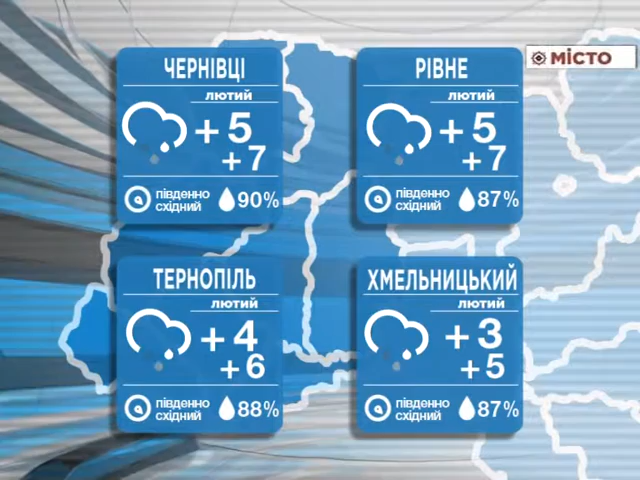 МІСТО
ЧЕРНІВЦІ
лютий
+5
+7
південно
східний
90%
РІВНЕ
лютий
+5
+7
південно
східний
87%
ТЕРНОПІЛЬ
лютий
+4
+6
південно
східний
88%
ХМЕЛЬНИЦЬКИЙ
лютий
+3
+5
південно
східний
87%